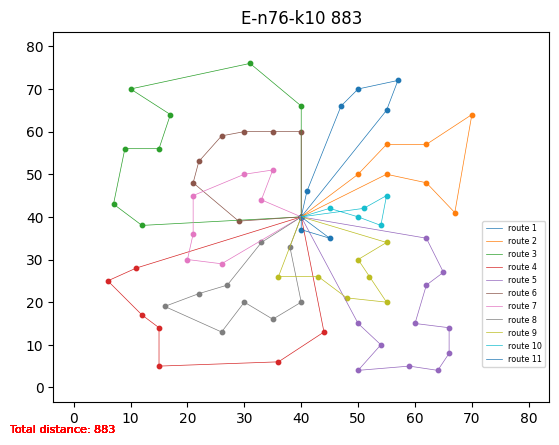 E-n76-k10 883
80
70
60
50
40
30
20
10
0
route 1
route 2
route 3
route 4
route 5
route 6
route 7
route 8
route 9
route 10
route 11
0 10 20 30 40 50 60 70 80
Total distance: 883